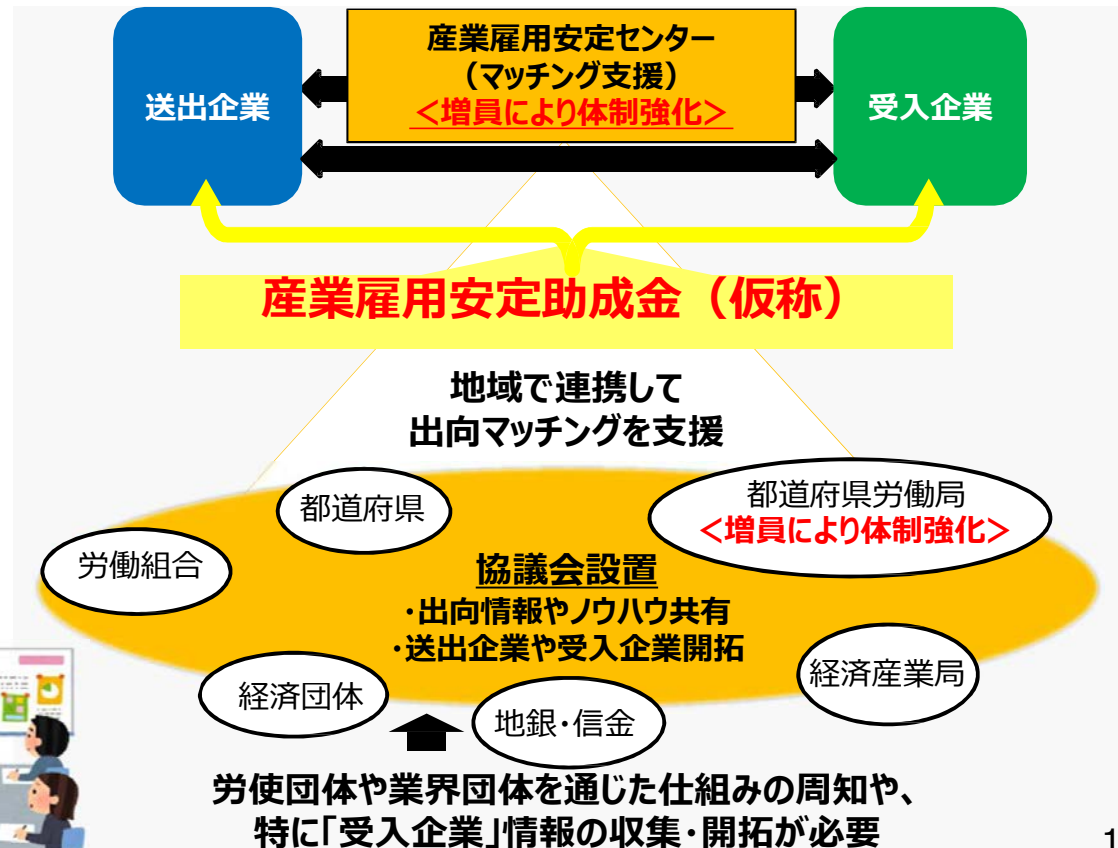 産業雇用安定センター
（マッチング支援）
<増員により体制強化>
送出企業
受入企業
産業雇用安定助成金（仮称）
地域で連携して
出向マッチングを支援
都道府県
都道府県労働局
<増員により体制強化>
労働組合
協議会設置
・出向情報やノウハウ共有
・送出企業や受入企業開拓
経済産業局
経済団体
地銀・信金
労使団体や業界団体を通じた仕組みの周知や、
特に「受入企業」情報の収集・開拓が必要
1